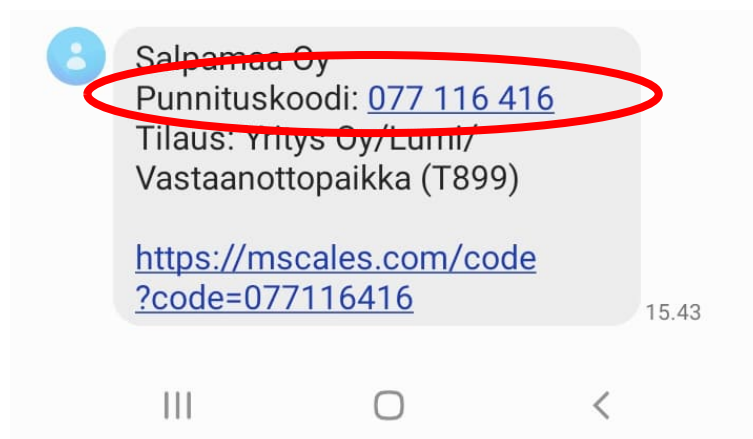 Salpamaa Oy
Punnituskoodi: 077 116 416
Tilaus: Yritys Oy/Lumi/
Vastaanottopaikka (T899)
https://mscales.com/code
?code=077116416
15.43